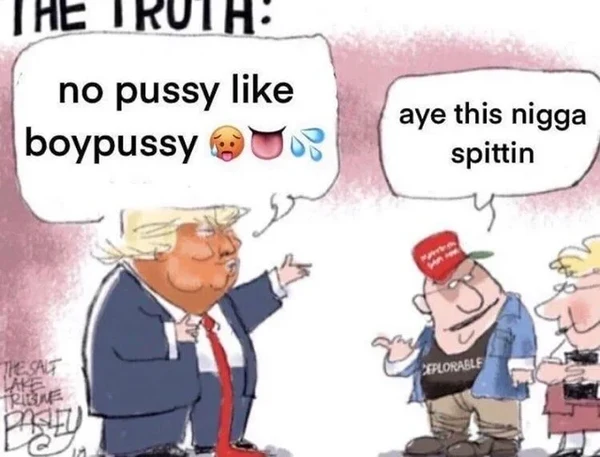 THE TRUTH:
no pussy like
boypussy 🥵👅💦
aye this nigga
spittin
DEPLORABLE
THE SALT
LAKE
TRIBUNE
BAGLEY